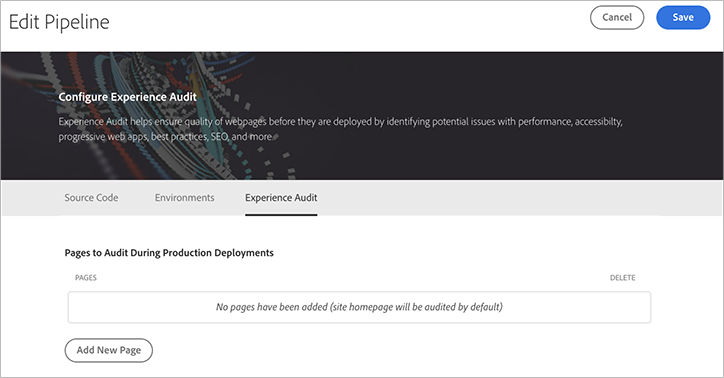 Edit Pipeline
Cancel
Save
Configure Experience Audit
Experience Audit helps ensure quality of webpages before they are deployed by identifying potential issues with performance, accessibilty,
progressive web apps, best practices, SEO, and more.
Source Code
Environments
Experience Audit
Pages to Audit During Production Deployments
PAGES
DELETE
No pages have been added (site homepage will be audited by default)
Add New Page